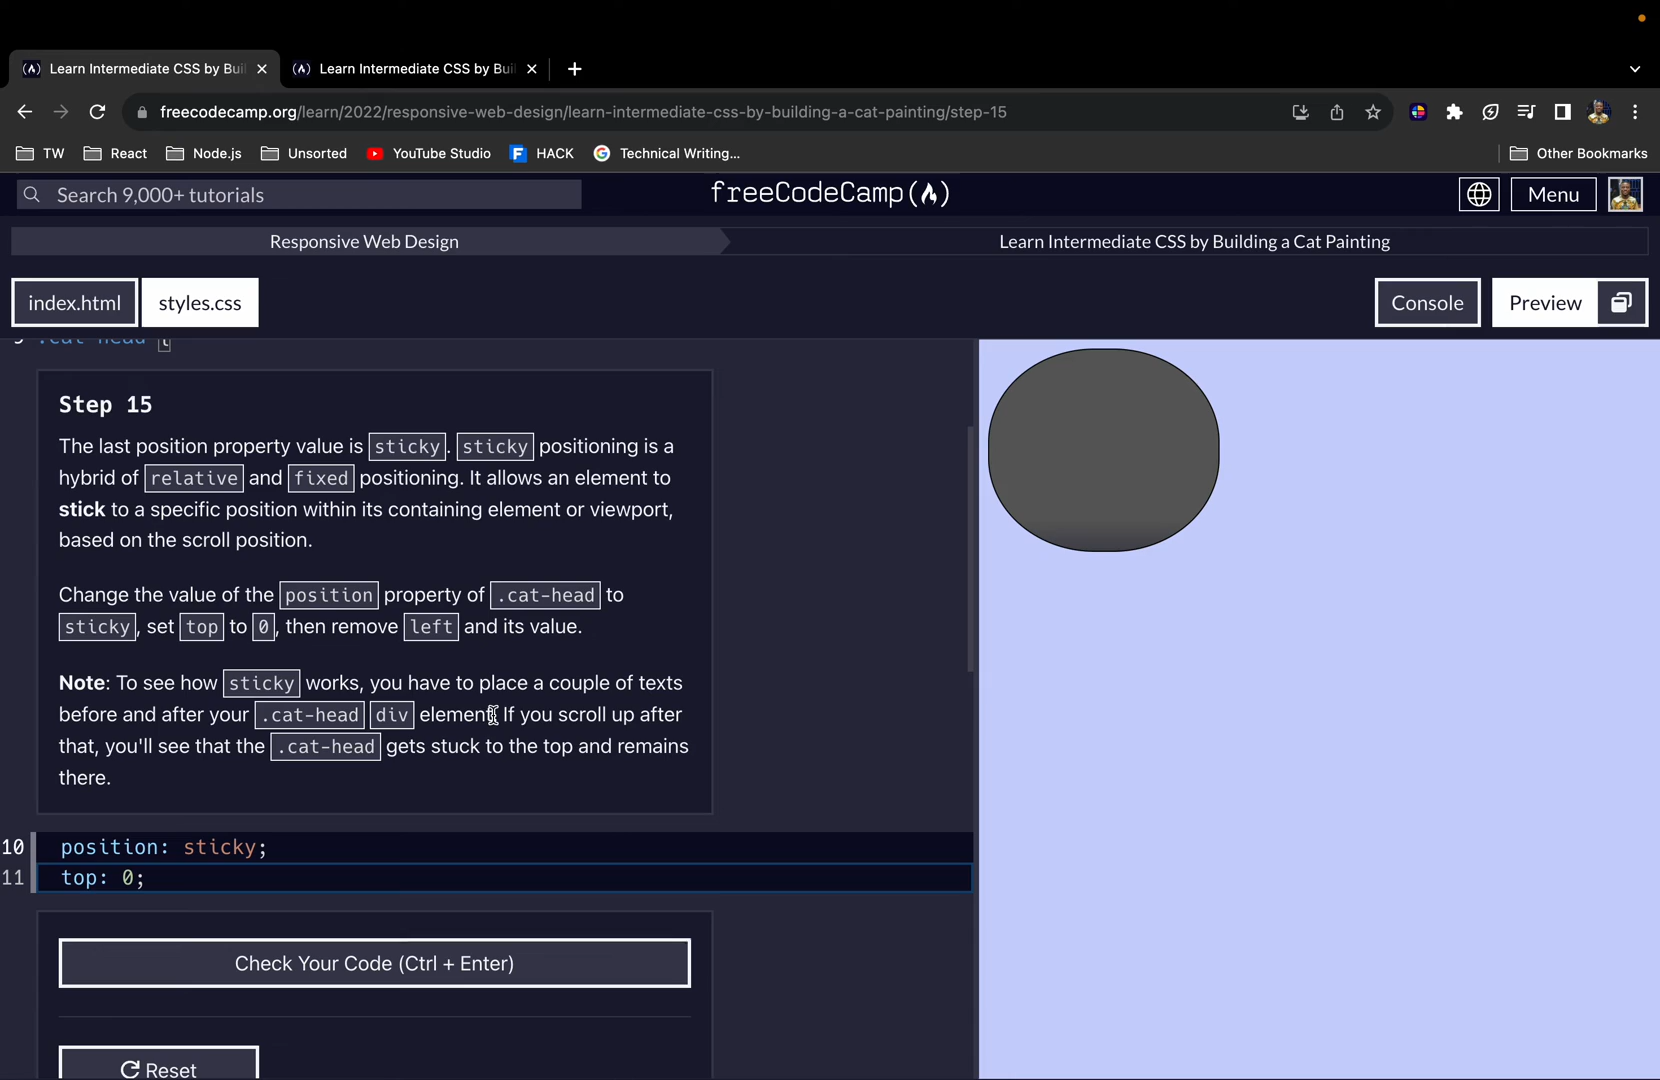 Learn Intermediate CSS by Buil
Learn Intermediate CSS by Buil
freecodecamp.org/learn/2022/responsive-web-design/learn-intermediate-css-by-building-a-cat-painting/step-15
TW React Node.js Unsorted YouTube Studio HACK Technical Writing... Other Bookmarks
Search 9,000+ tutorials freeCodeCamp Menu
Responsive Web Design Learn Intermediate CSS by Building a Cat Painting
index.html styles.css Console Preview
9 .cat-head {
Step 15
The last position property value is sticky. sticky positioning is a
hybrid of relative and fixed positioning. It allows an element to
stick to a specific position within its containing element or viewport,
based on the scroll position.
Change the value of the position property of .cat-head to
sticky, set top to 0, then remove left and its value.
Note: To see how sticky works, you have to place a couple of texts
before and after your .cat-head div element. If you scroll up after
that, you'll see that the .cat-head gets stuck to the top and remains
there.
10 position: sticky;
11 top: 0;
Check Your Code (Ctrl + Enter)
Reset